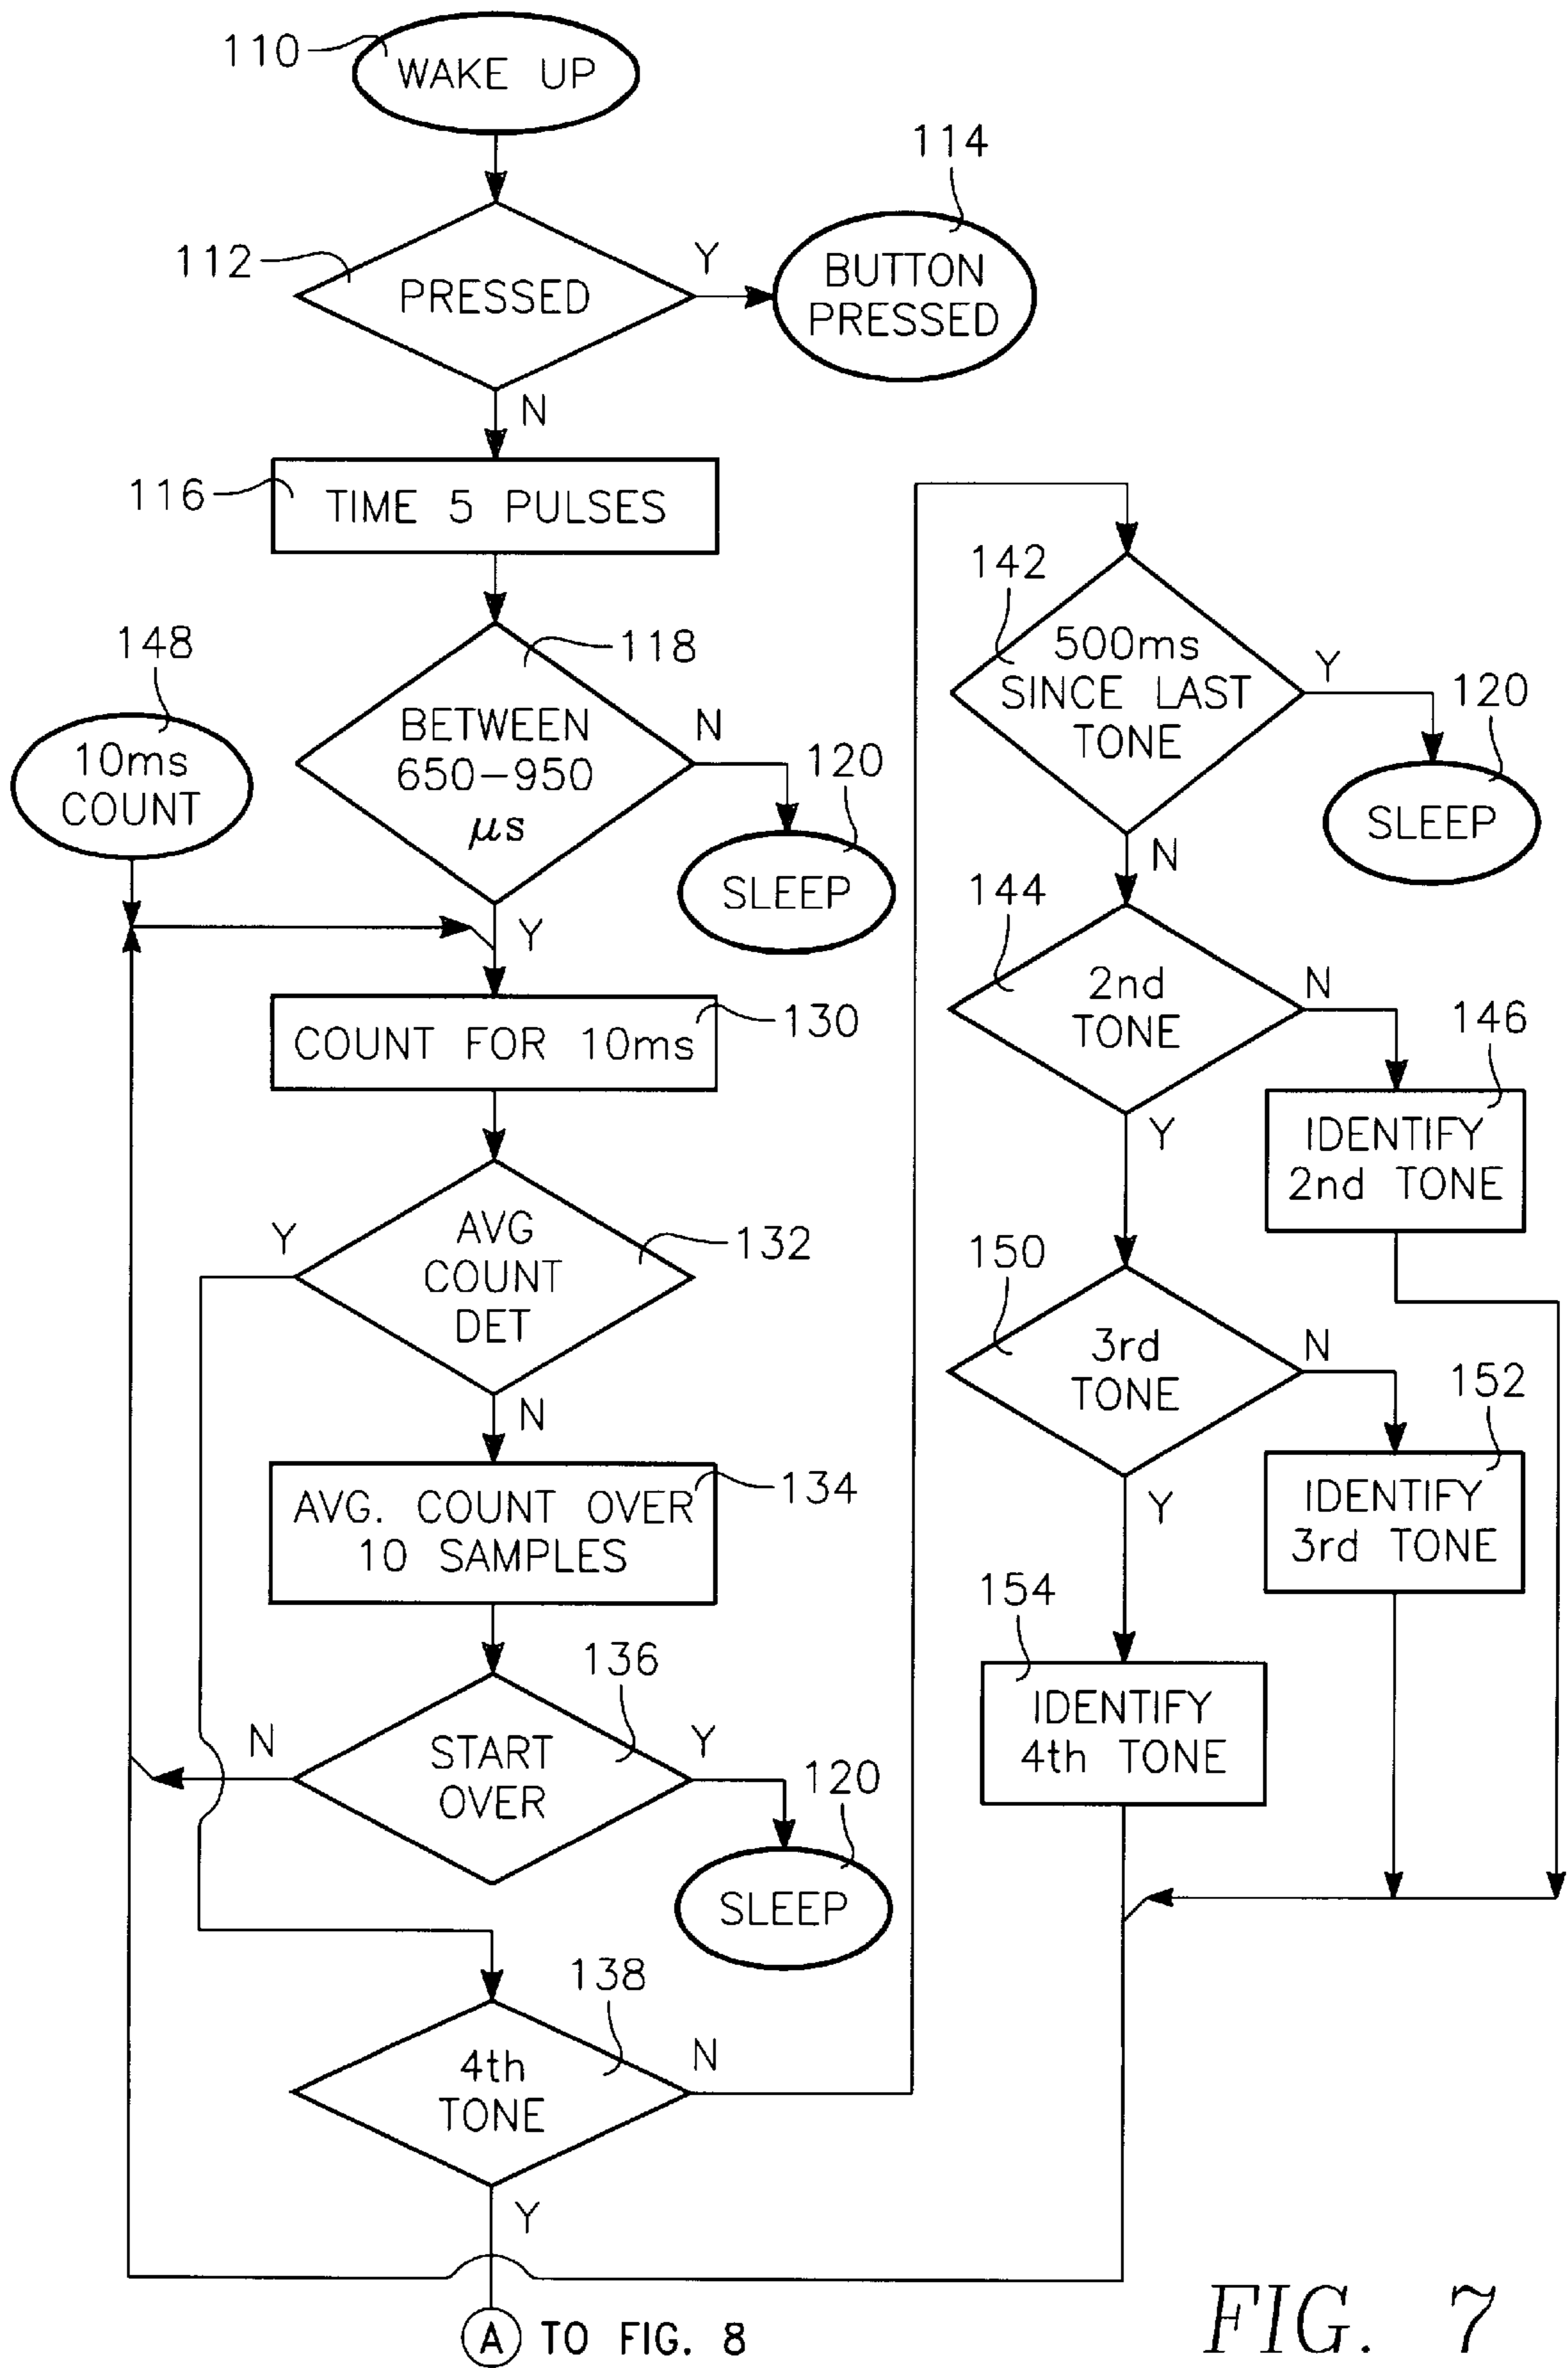 110
WAKE UP
114
112
PRESSED
Y
BUTTON
PRESSED
N
116
TIME 5 PULSES
148
10ms
COUNT
118
BETWEEN
650-950
μs
N
120
SLEEP
Y
COUNT FOR 10ms
130
Y
AVG
COUNT
DET
132
N
AVG. COUNT OVER
10 SAMPLES
134
136
N
START
OVER
Y
120
SLEEP
138
4th
TONE
N
Y
A TO FIG. 8
142
500ms
SINCE LAST
TONE
Y
120
SLEEP
N
144
2nd
TONE
N
146
IDENTIFY
2nd TONE
Y
150
3rd
TONE
N
152
IDENTIFY
3rd TONE
Y
154
IDENTIFY
4th TONE
FIG. 7